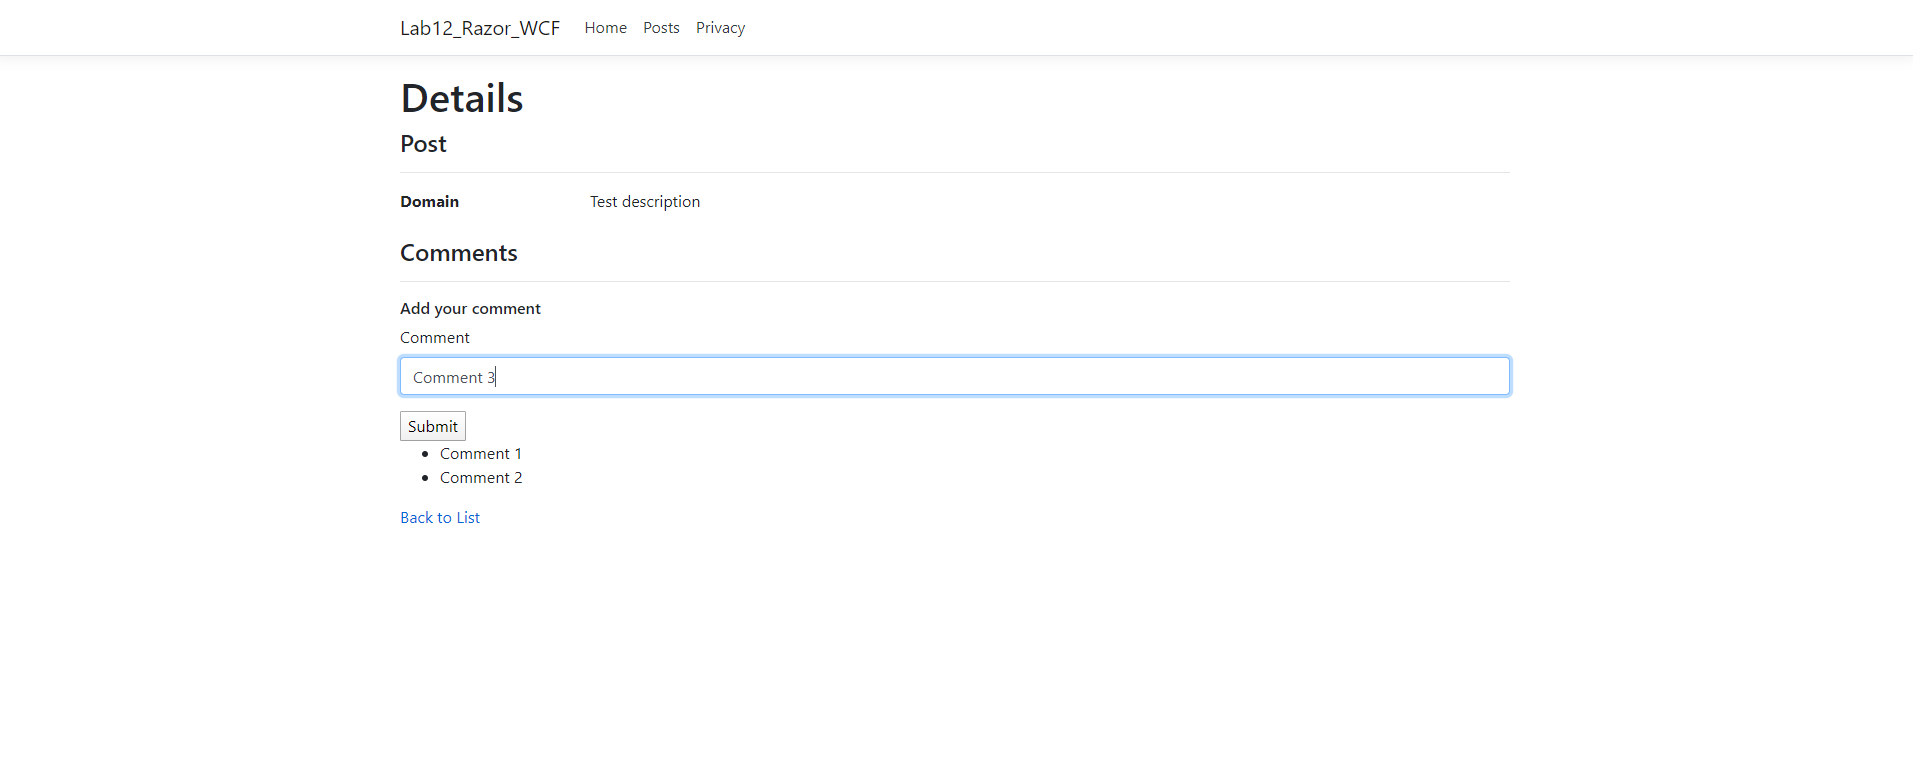 Lab12_Razor_WCF Home Posts Privacy
Details
Post
Domain Test description
Comments
Add your comment
Comment
Comment 3
Submit
Comment 1
Comment 2
Back to List